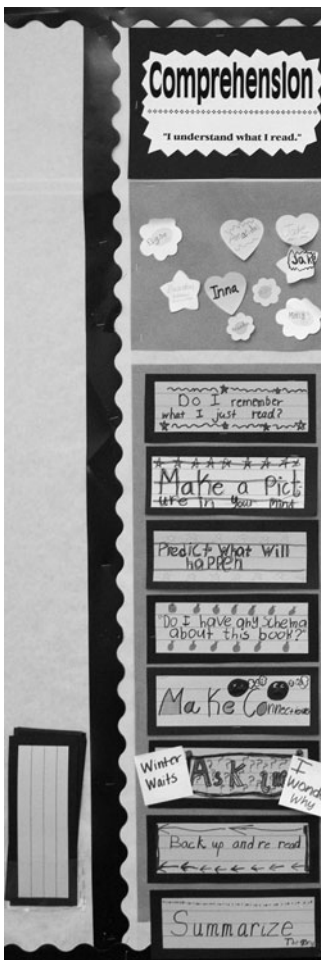 Comprehension
"I understand what I read."
Jake
Inna
Do I remember
what I just read?
Make a Pict
ure in your mind
Predict What Will
happen
"Do I have any schema
about this book?"
Make Connections
Winter
Waits
Ask
I
Wond
Why
Back up and re read
Summarize